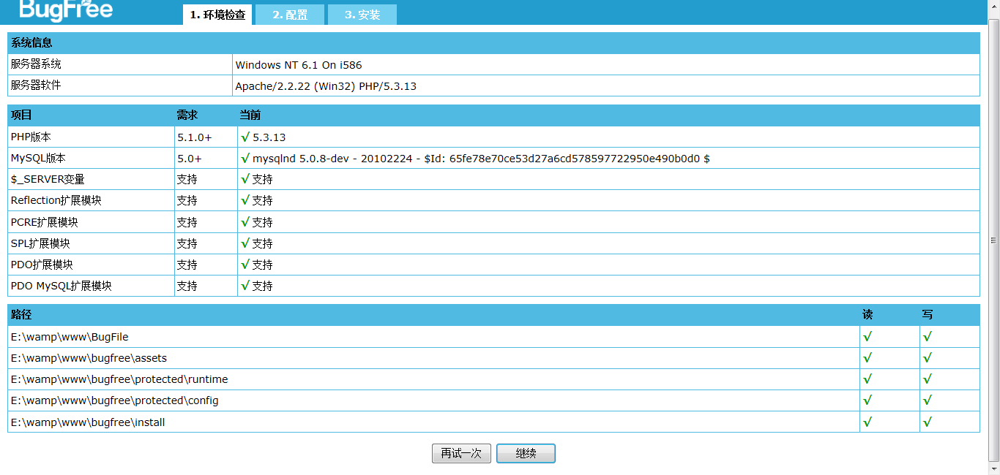 BugFree
1. 环境检查 2. 配置 3. 安装
系统信息
服务器系统 Windows NT 6.1 On i586
服务器软件 Apache/2.2.22 (Win32) PHP/5.3.13
项目 需求 当前
PHP版本 5.1.0+ √ 5.3.13
MySQL版本 5.0+ √ mysqlnd 5.0.8-dev - 20102224 - $Id: 65fe78e70ce53d27a6cd578597722950e490b0d0 $
$_SERVER变量 支持 √ 支持
Reflection扩展模块 支持 √ 支持
PCRE扩展模块 支持 √ 支持
SPL扩展模块 支持 √ 支持
PDO扩展模块 支持 √ 支持
PDO MySQL扩展模块 支持 √ 支持
路径 读 写
E:\wamp\www\BugFile √ √
E:\wamp\www\bugfree\assets √ √
E:\wamp\www\bugfree\protected\runtime √ √
E:\wamp\www\bugfree\protected\config √ √
E:\wamp\www\bugfree\install √ √
再试一次 继续